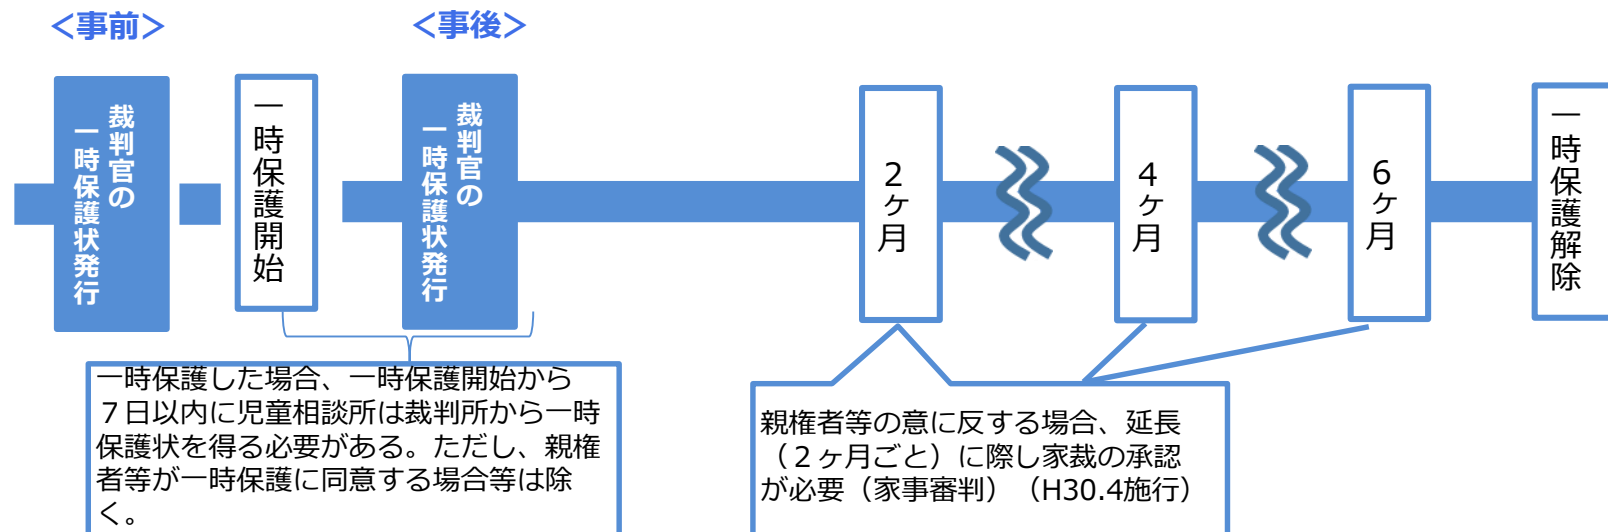 ＜事前＞
＜事後＞
裁判官の
一時保護状発行
一時保護開始
裁判官の
一時保護状発行
2ヶ月
4ヶ月
6ヶ月
一時保護解除
一時保護した場合、一時保護開始から
７日以内に児童相談所は裁判所から一時
保護状を得る必要がある。ただし、親権
者等が一時保護に同意する場合等は除
く。
親権者等の意に反する場合、延長
（２ヶ月ごと）に際し家裁の承認
が必要（家事審判）（H30.4施行）